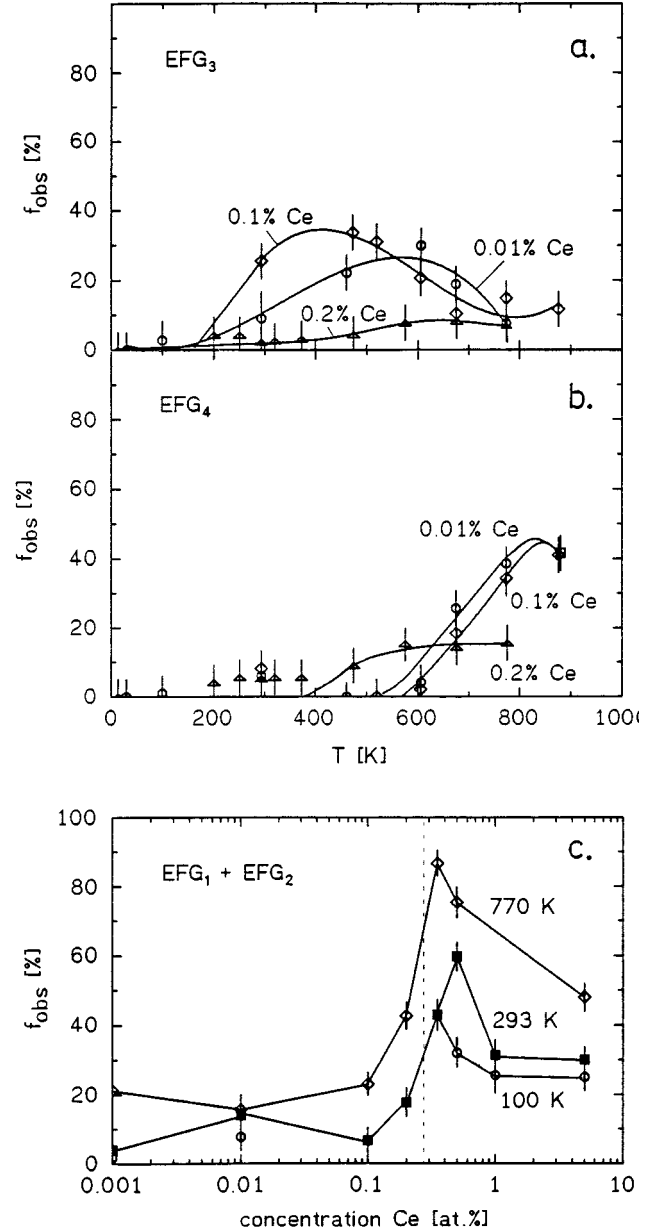 80
60
40
20
0
f_obs [%]
EFG₃
a.
0.1% Ce
0.01% Ce
0.2% Ce
80
60
40
20
0
f_obs [%]
EFG₄
b.
0.01% Ce
0.1% Ce
0.2% Ce
0 200 400 600 800 1000
T [K]
100
80
60
40
20
0
f_obs [%]
EFG₁ + EFG₂
c.
770 K
293 K
100 K
0.001 0.01 0.1 1 10
concentration Ce [at.%]